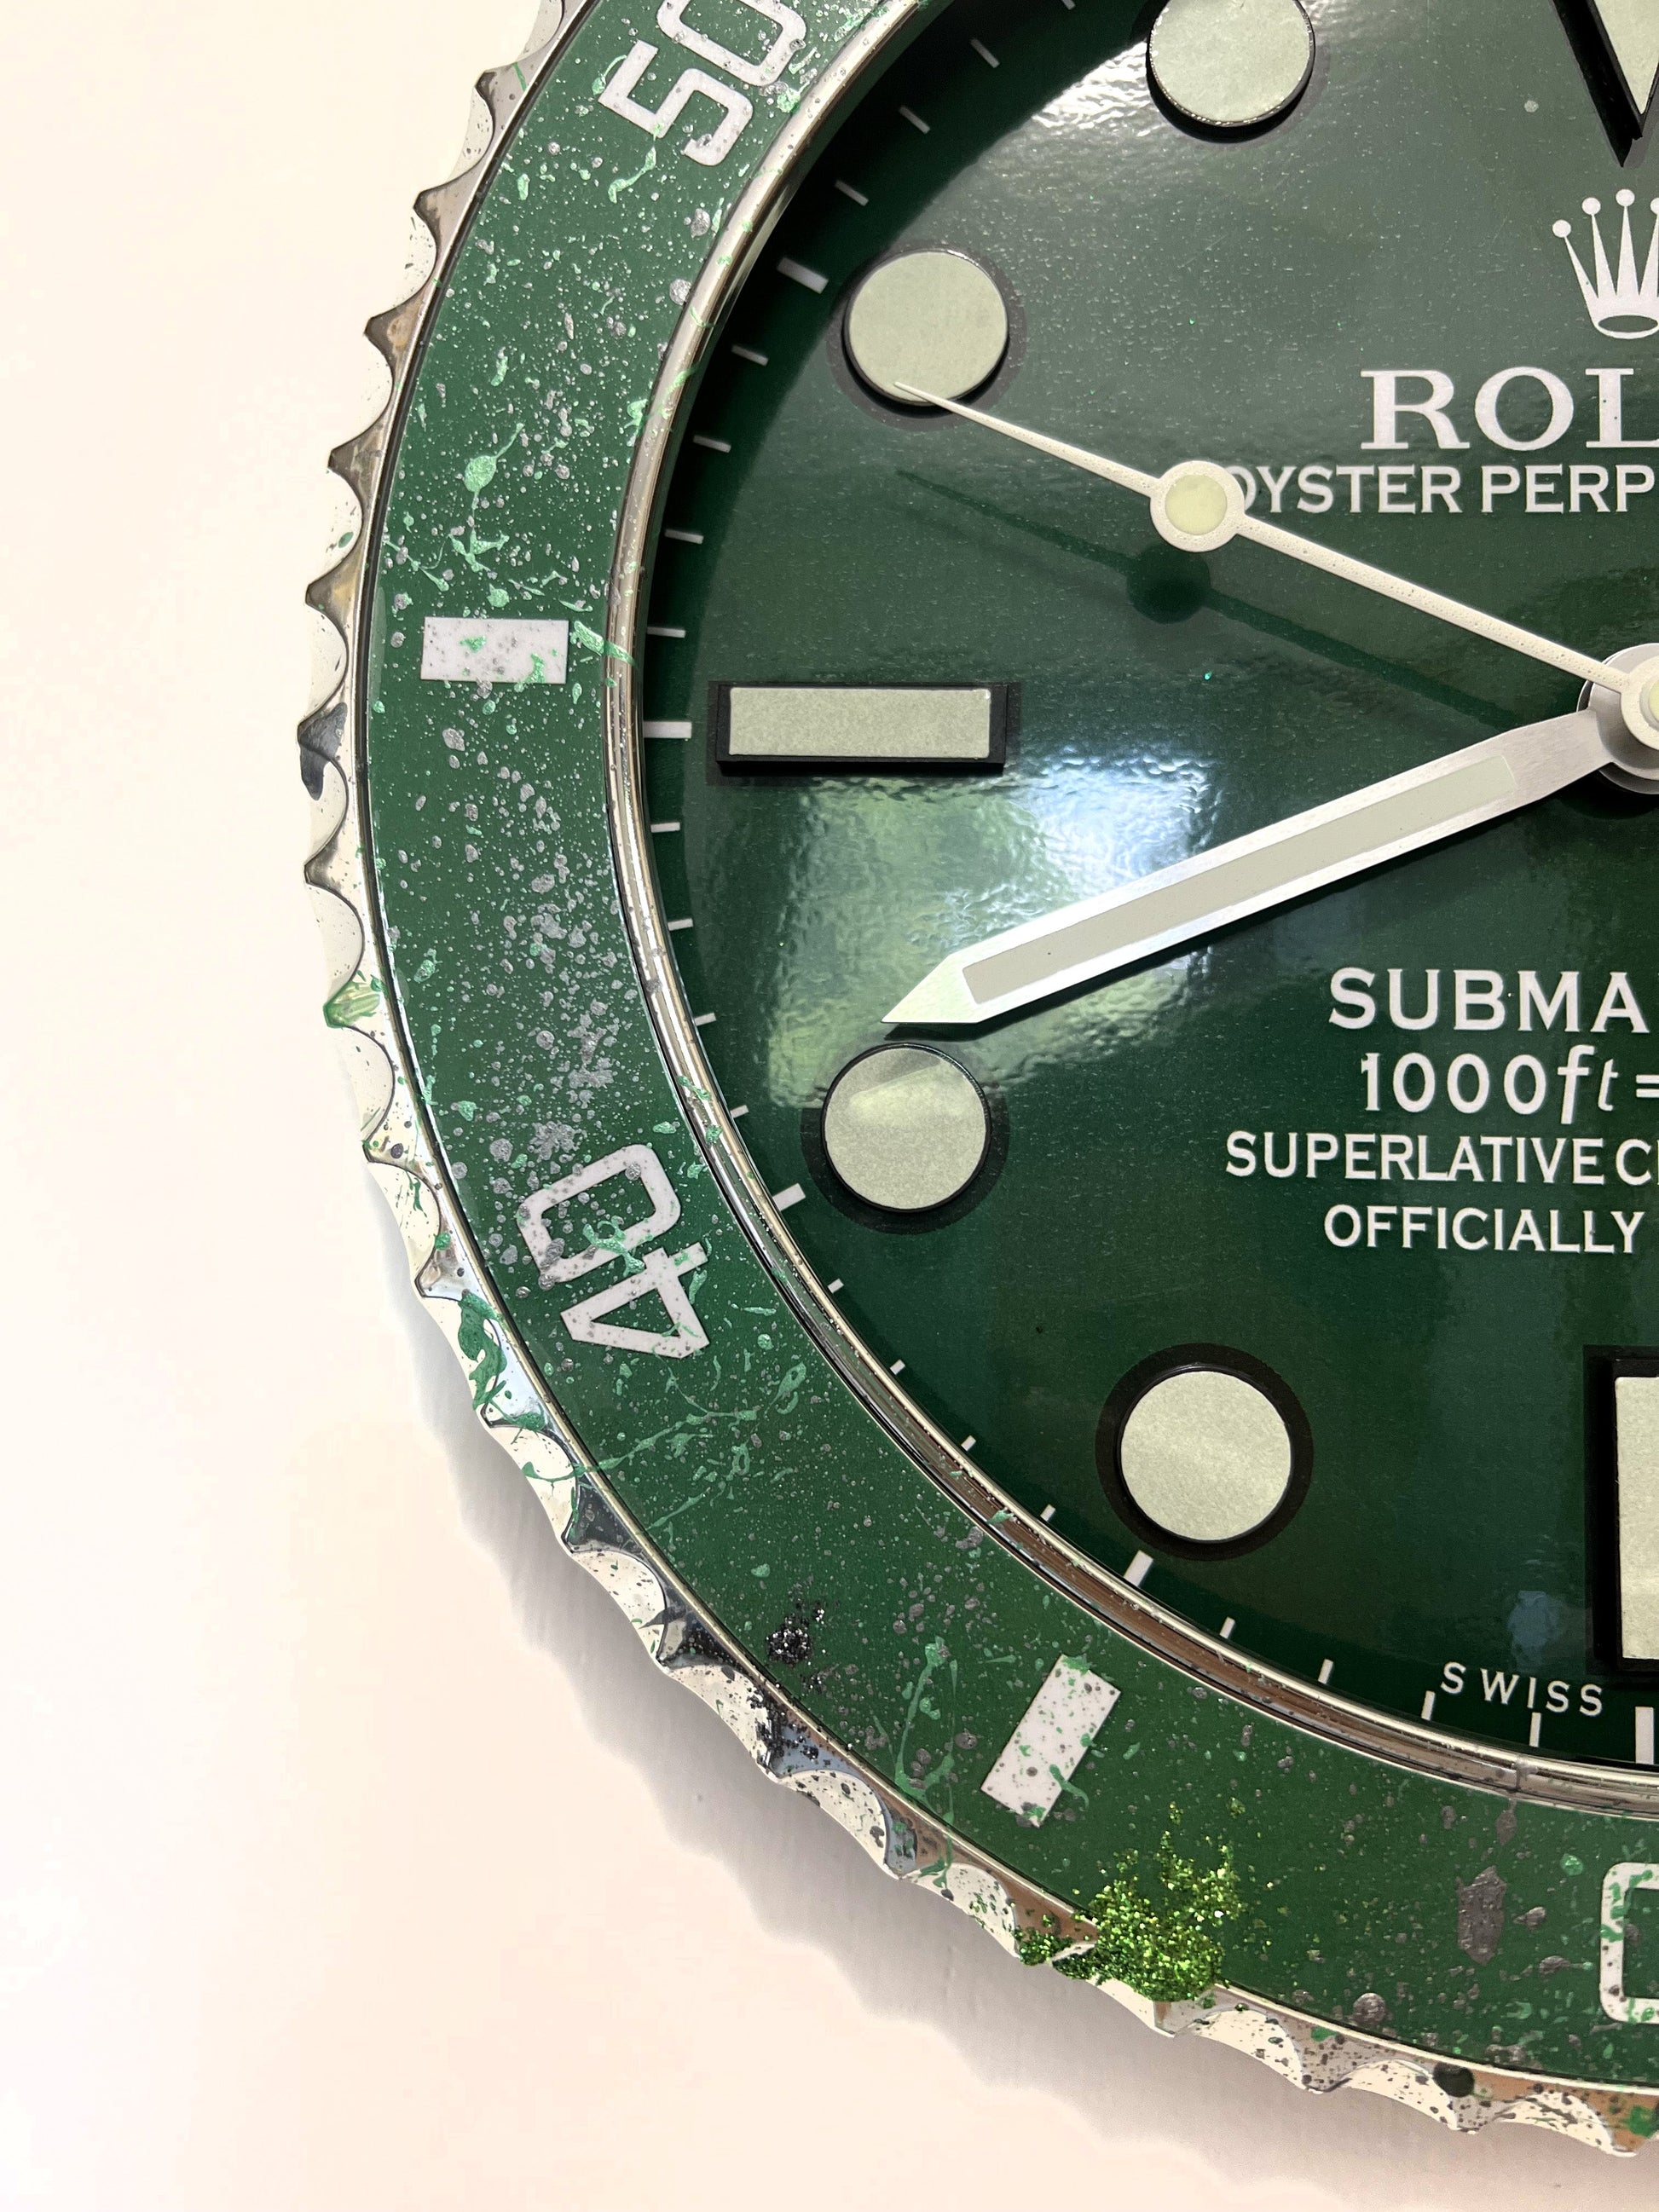 50
ROL
OYSTER PERP
SUBMA
1000ft =
SUPERLATIVE C
OFFICIALLY
40
SWISS